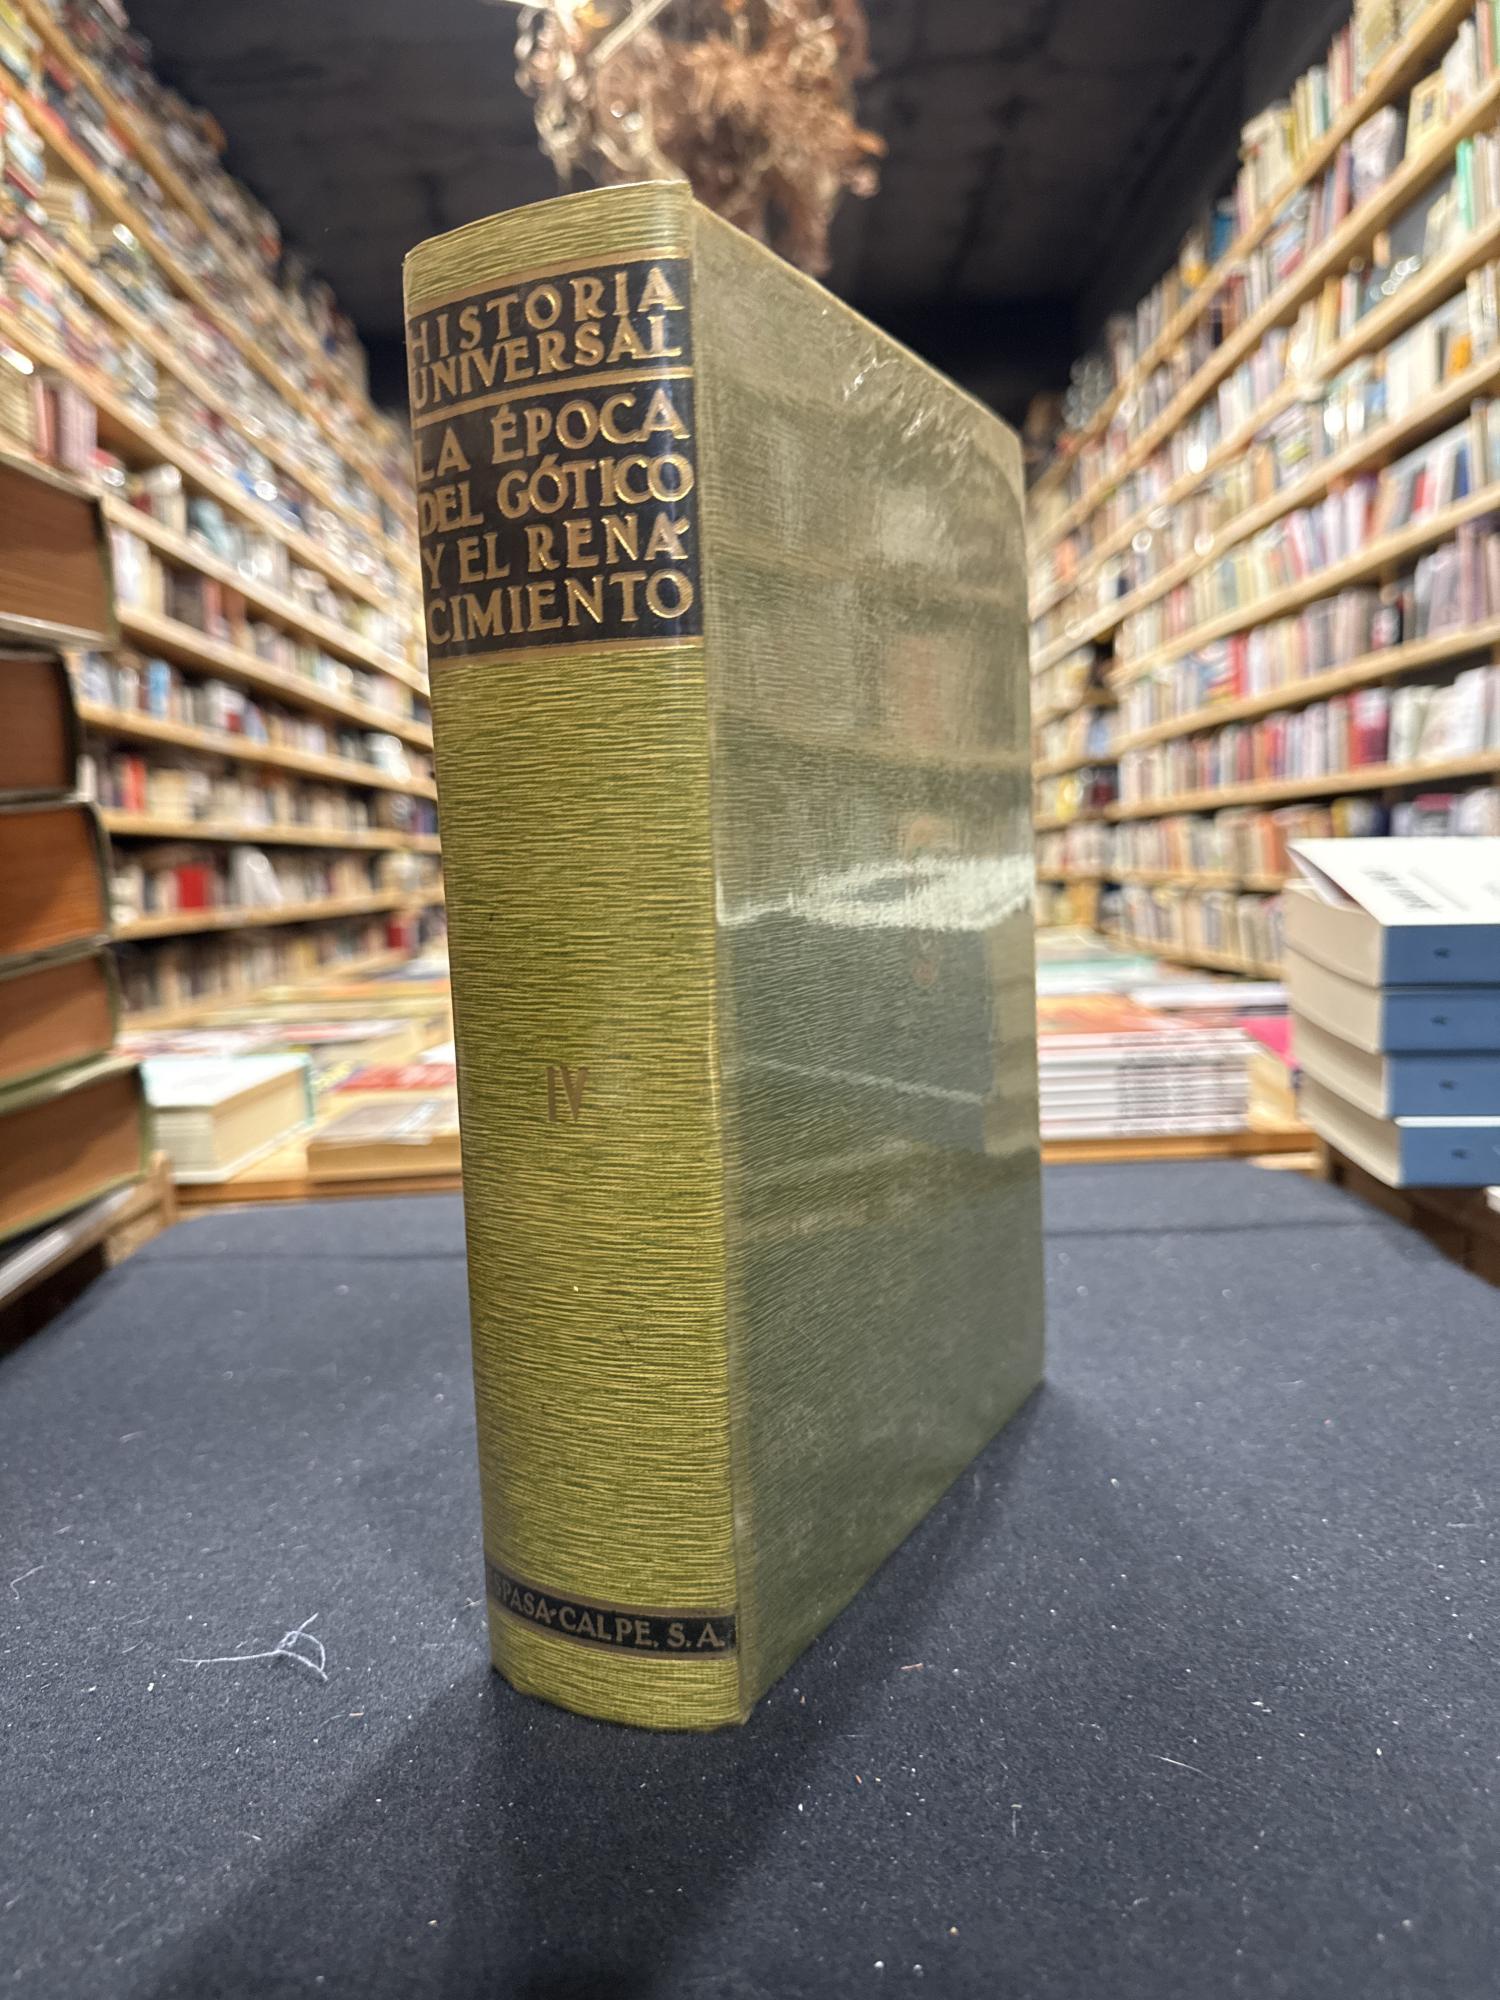 HISTORIA
UNIVERSAL
LA ÉPOCA
DEL GÓTICO
Y EL RENA-
CIMIENTO
IV
ESPASA-CALPE, S.A.